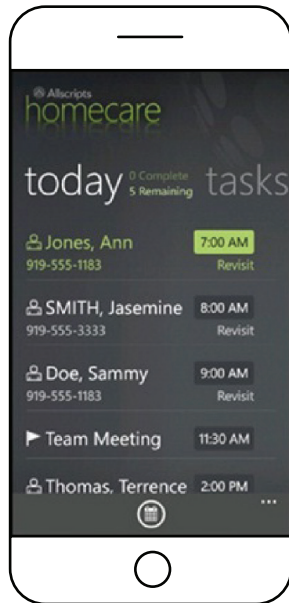 Allscripts
homecare
today 0 Complete tasks
5 Remaining
Jones, Ann 7:00 AM
919-555-1183 Revisit
SMITH, Jasemine 8:00 AM
919-555-3333 Revisit
Doe, Sammy 9:00 AM
919-555-1183 Revisit
Team Meeting 11:30 AM
Thomas, Terrence 2:00 PM